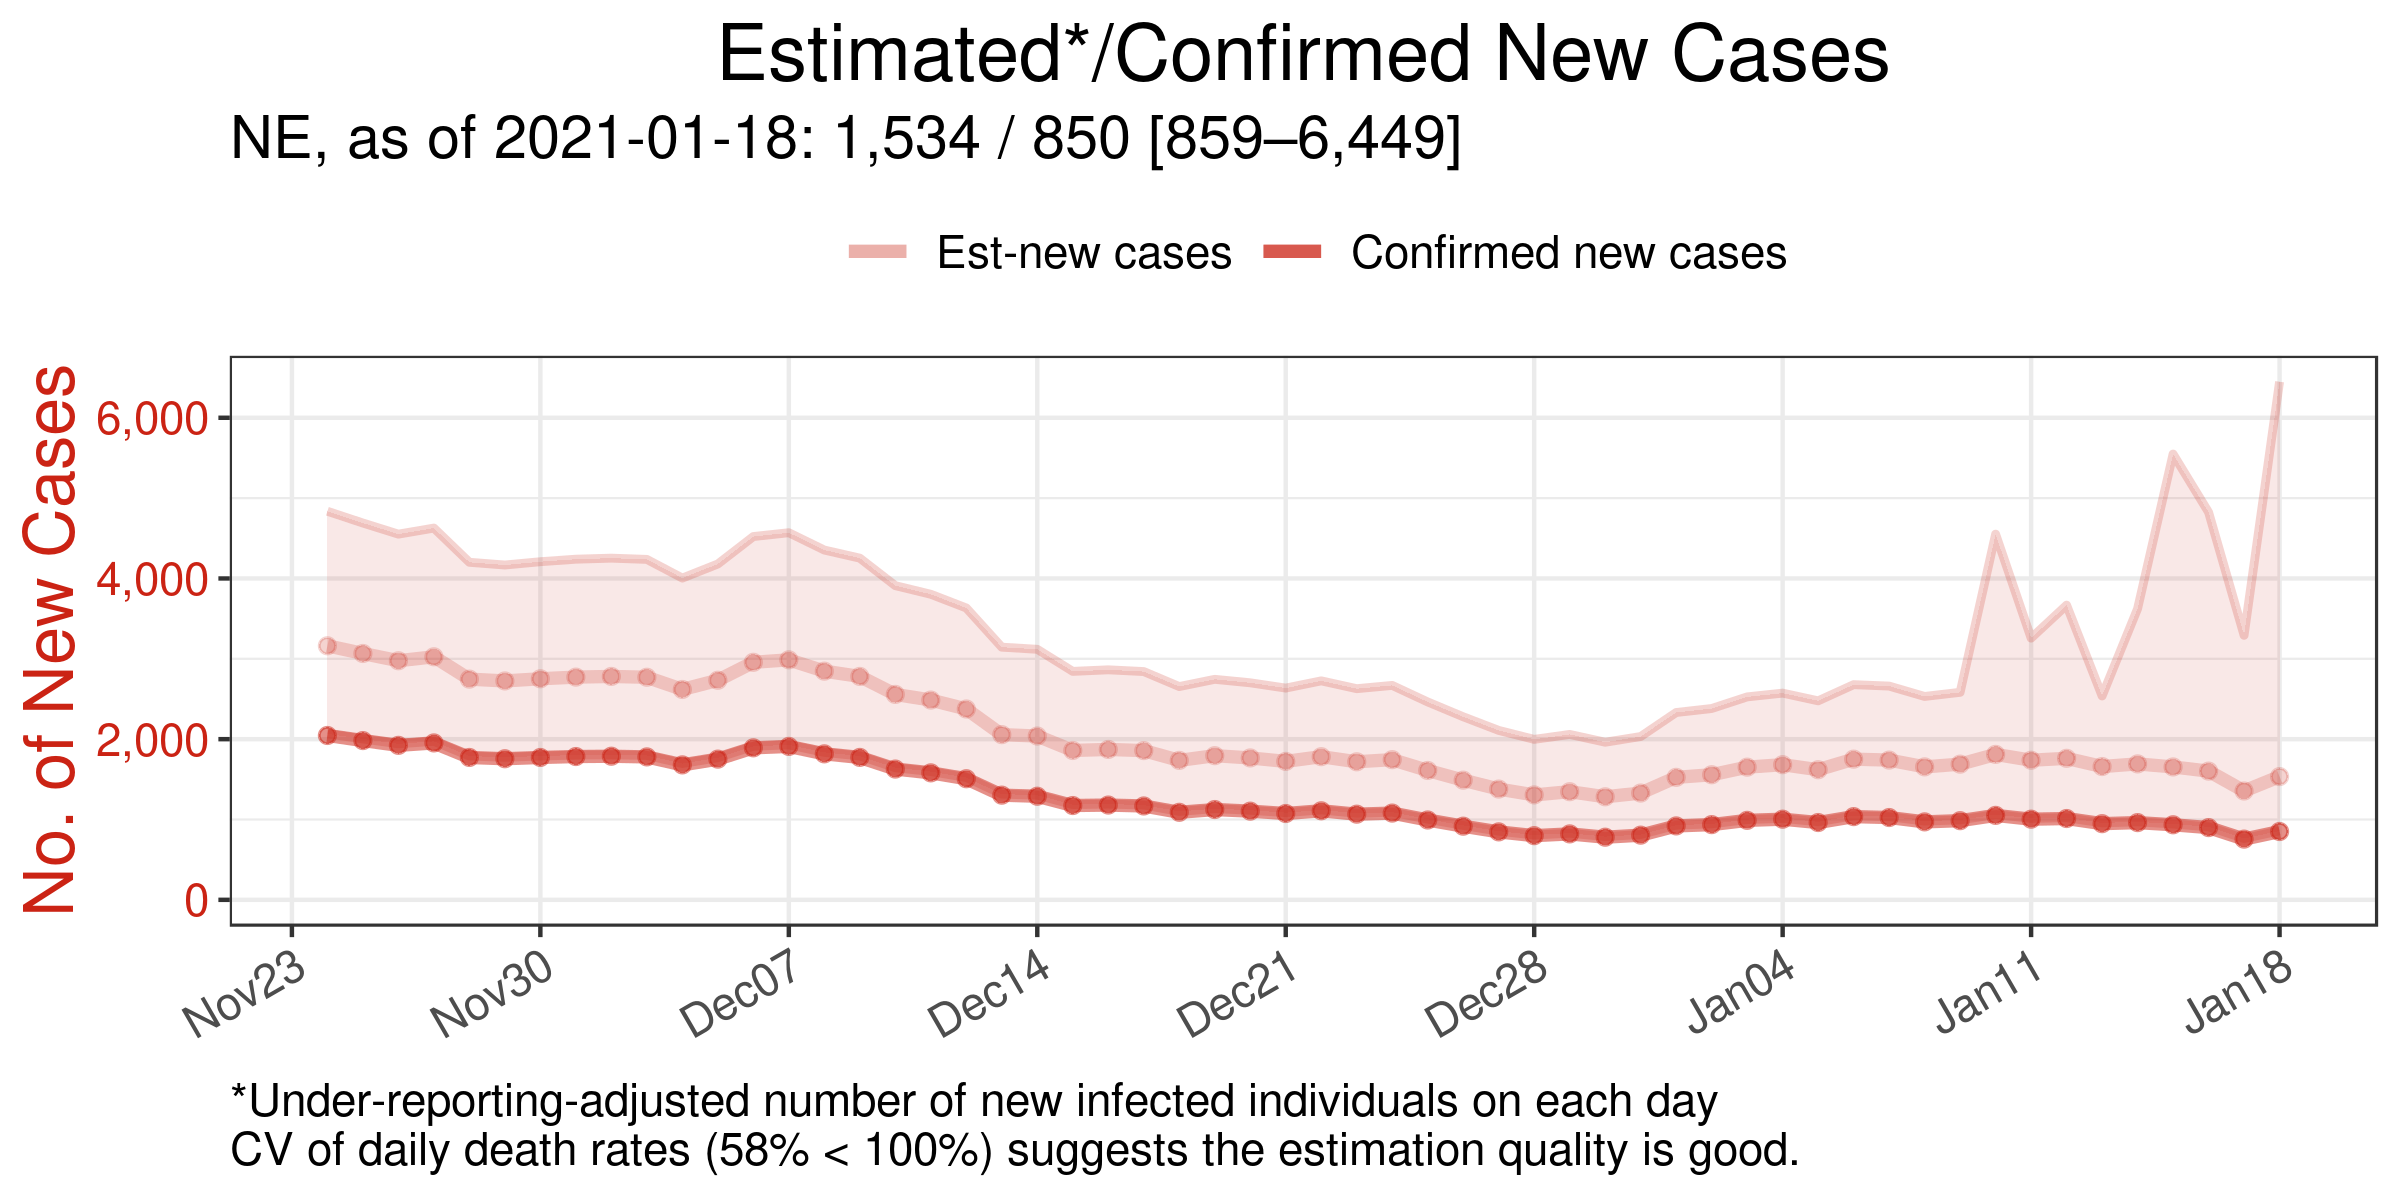 Estimated*/Confirmed New Cases
NE, as of 2021-01-18: 1,534 / 850 [859–6,449]
Est-new cases Confirmed new cases
No. of New Cases
6,000
4,000
2,000
0
Nov23 Nov30 Dec07 Dec14 Dec21 Dec28 Jan04 Jan11 Jan18
*Under-reporting-adjusted number of new infected individuals on each day
CV of daily death rates (58% < 100%) suggests the estimation quality is good.